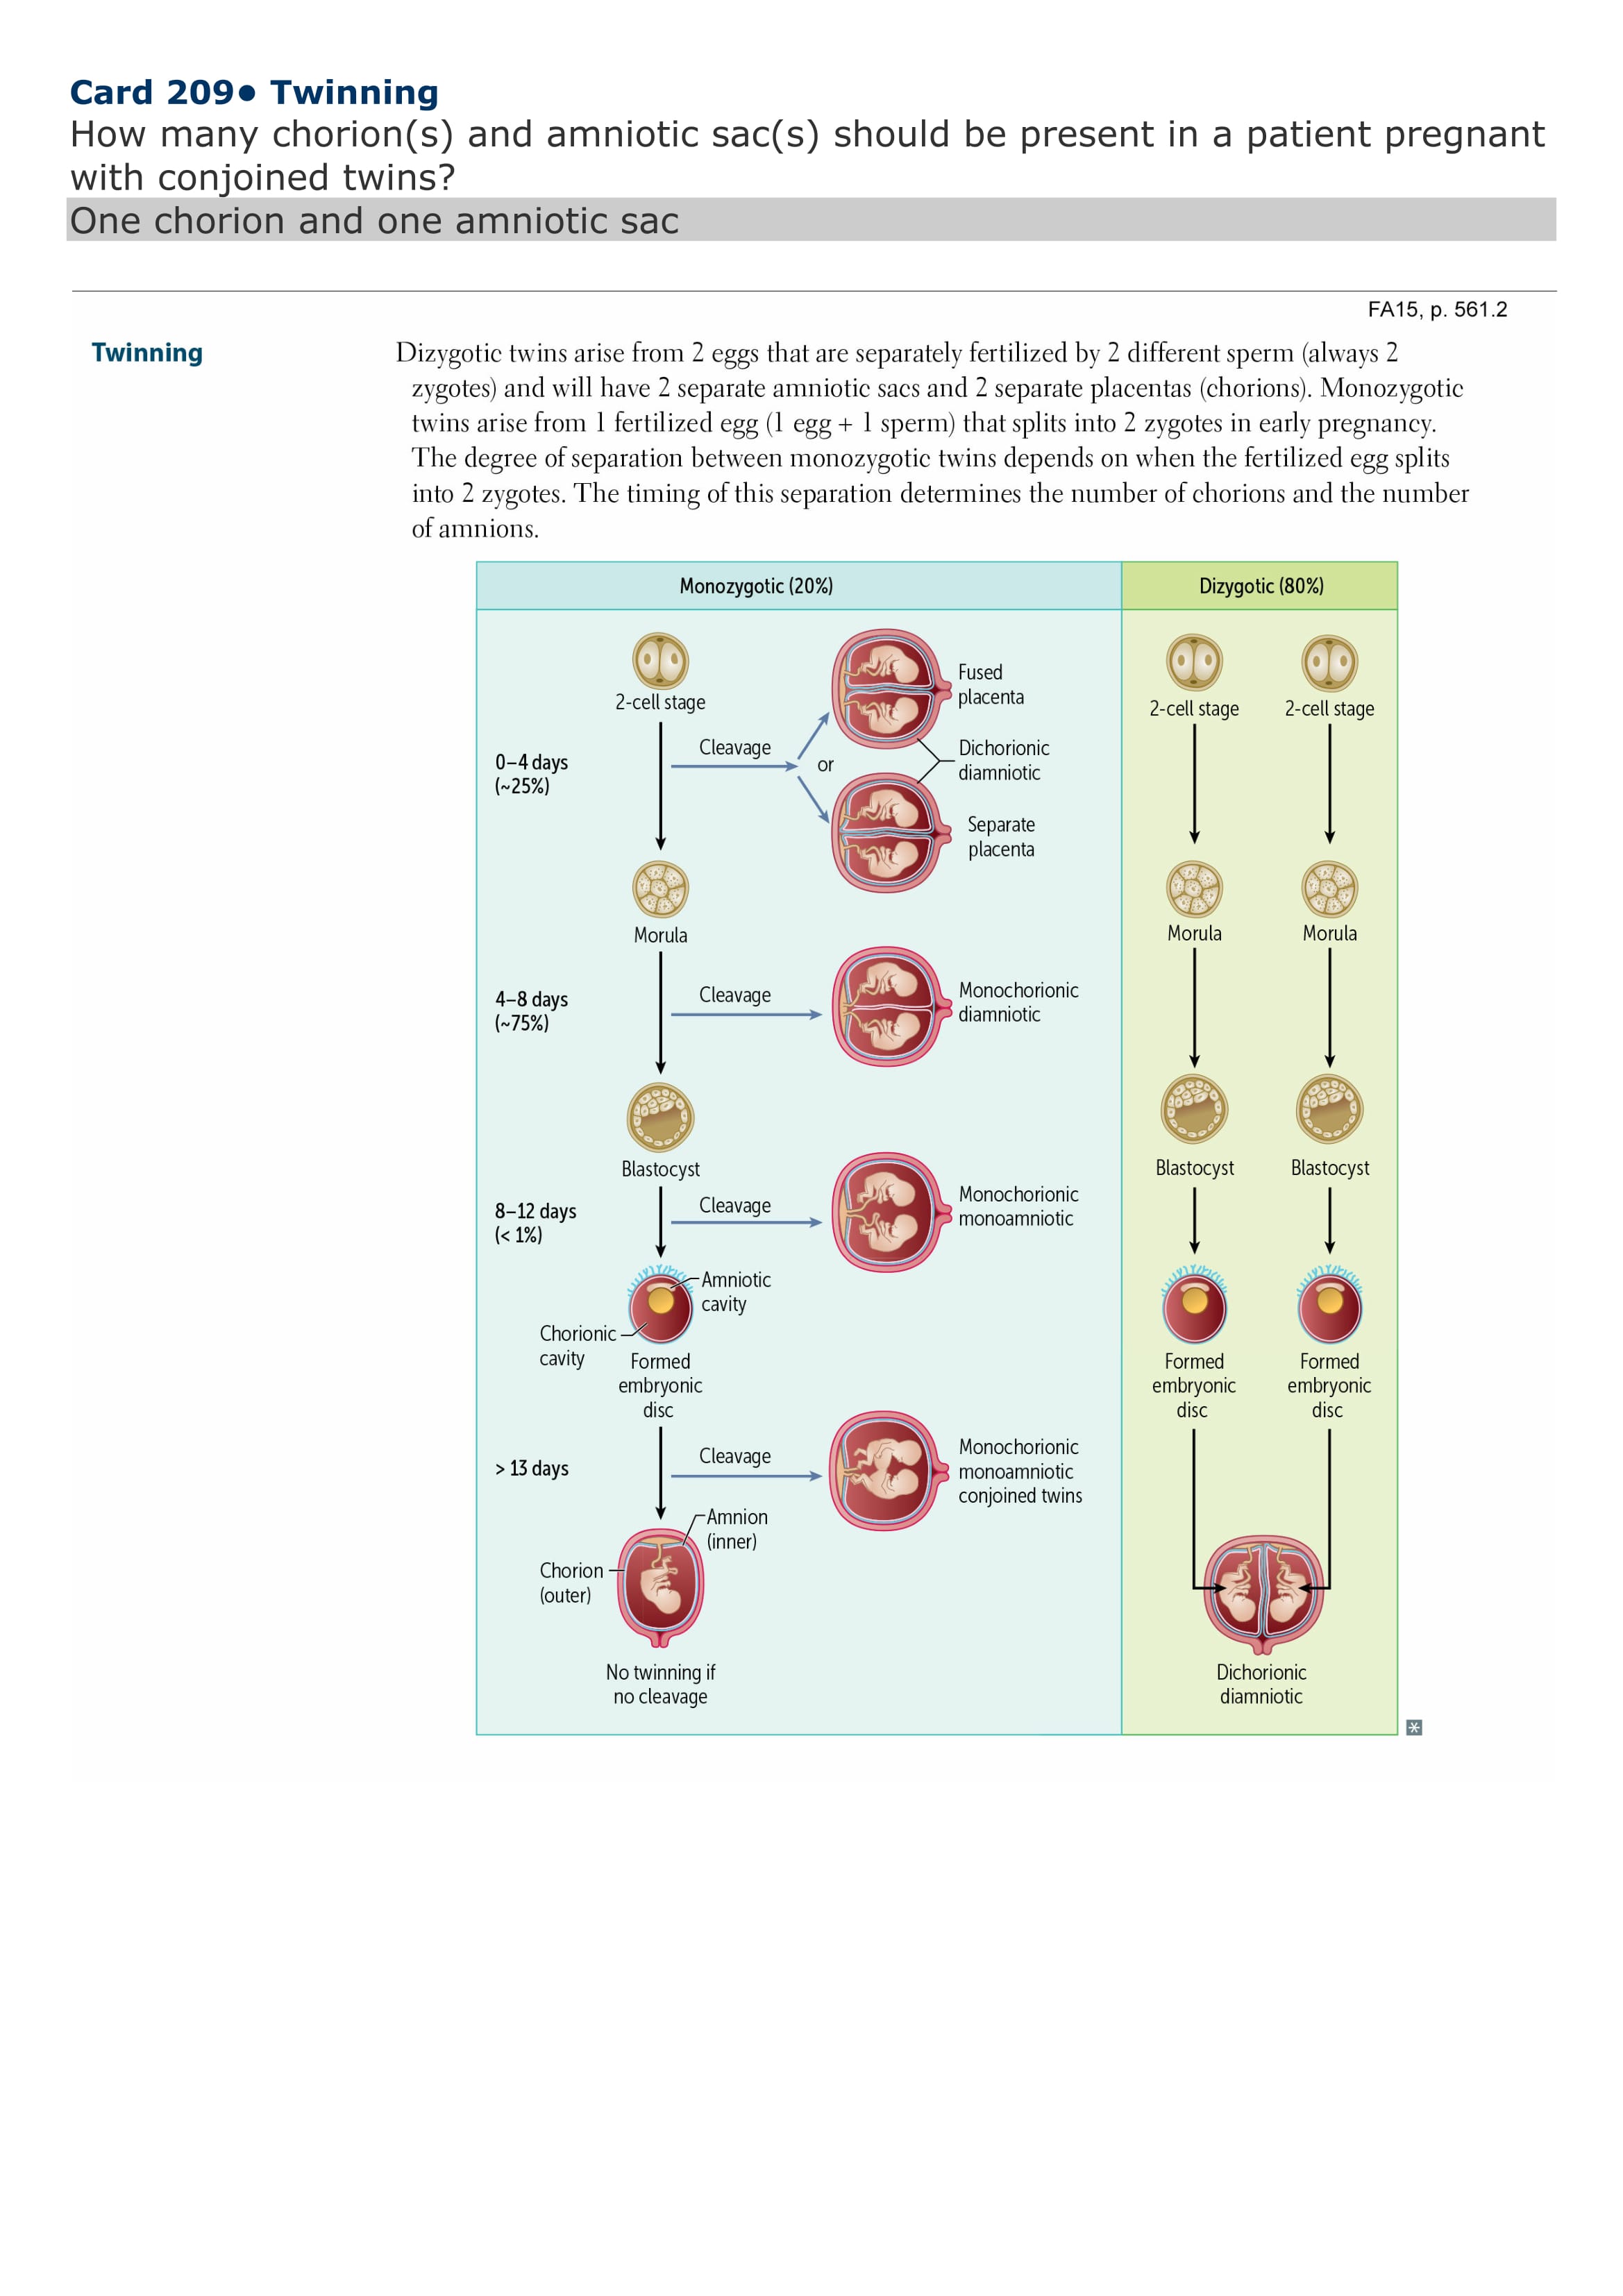 Card 209• Twinning
How many chorion(s) and amniotic sac(s) should be present in a patient pregnant
with conjoined twins?
One chorion and one amniotic sac
FA15, p. 561.2
Twinning
Dizygotic twins arise from 2 eggs that are separately fertilized by 2 different sperm (always 2
zygotes) and will have 2 separate amniotic sacs and 2 separate placentas (chorions). Monozygotic
twins arise from 1 fertilized egg (1 egg + 1 sperm) that splits into 2 zygotes in early pregnancy.
The degree of separation between monozygotic twins depends on when the fertilized egg splits
into 2 zygotes. The timing of this separation determines the number of chorions and the number
of amnions.
Monozygotic (20%)
2-cell stage
0–4 days
(~25%)
Cleavage
or
Fused
placenta
Dichorionic
diamniotic
Separate
placenta
Morula
4–8 days
(~75%)
Cleavage
Monochorionic
diamniotic
Blastocyst
8–12 days
(< 1%)
Cleavage
Monochorionic
monoamniotic
Amniotic
cavity
Chorionic
cavity
Formed
embryonic
disc
> 13 days
Cleavage
Monochorionic
monoamniotic
conjoined twins
Amnion
(inner)
Chorion
(outer)
No twinning if
no cleavage
Dizygotic (80%)
2-cell stage
2-cell stage
Morula
Morula
Blastocyst
Blastocyst
Formed
embryonic
disc
Formed
embryonic
disc
Dichorionic
diamniotic